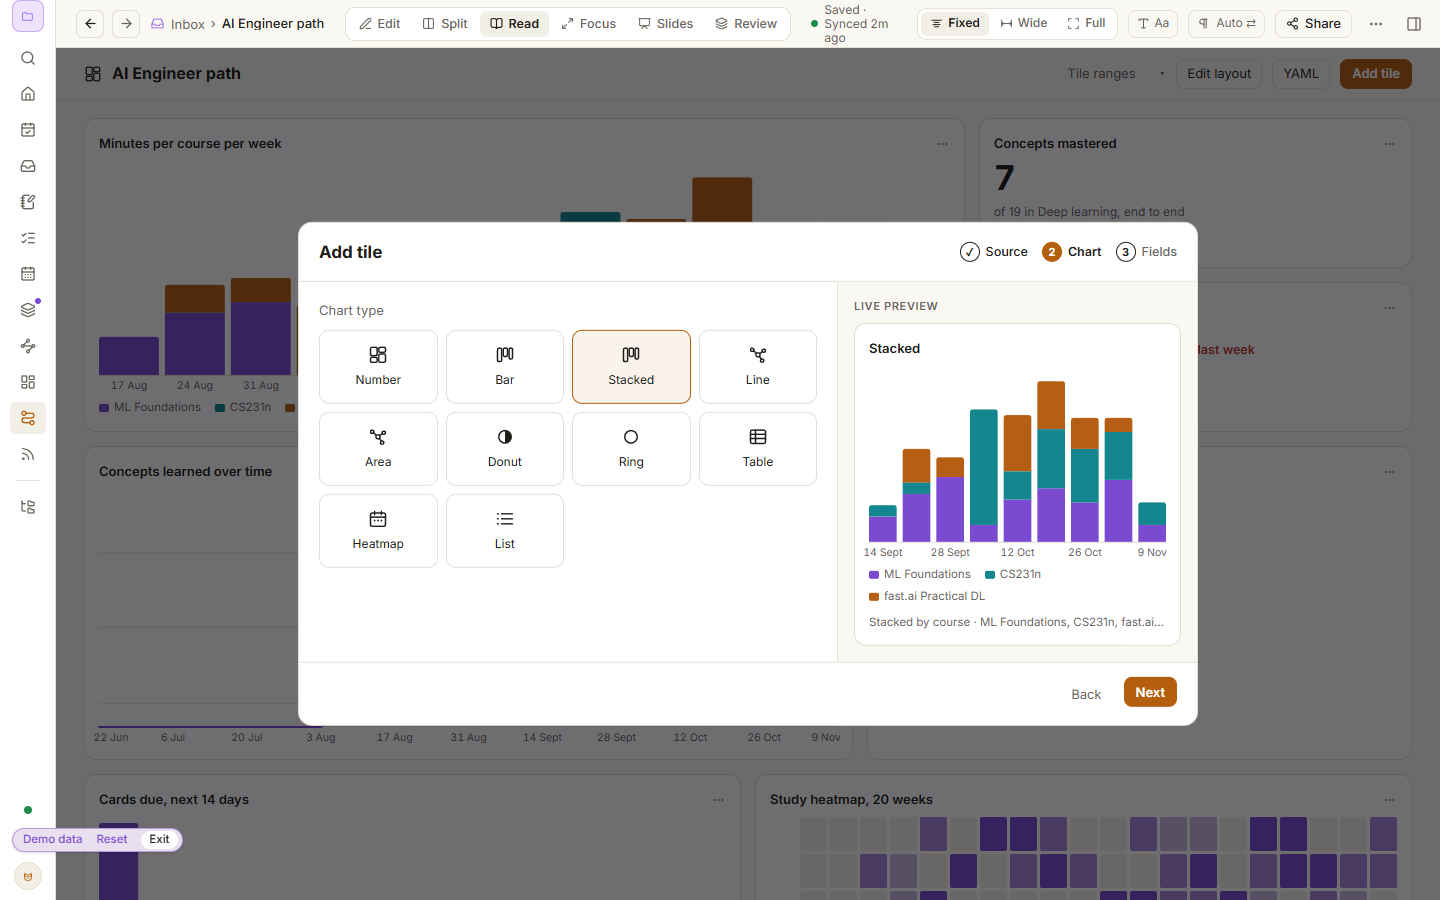 Inbox › AI Engineer path
Edit
Split
Read
Focus
Slides
Review
Saved ·
Synced 2m
ago
Fixed
Wide
Full
Aa
Auto
Share
AI Engineer path
Tile ranges
Edit layout
YAML
Add tile
Minutes per course per week
17 Aug 24 Aug 31 Aug
ML Foundations CS231n
Concepts mastered
7
of 19 in Deep learning, end to end
last week
Add tile
✓ Source 2 Chart 3 Fields
Chart type
Number Bar Stacked Line
Area Donut Ring Table
Heatmap List
LIVE PREVIEW
Stacked
14 Sept 28 Sept 12 Oct 26 Oct 9 Nov
ML Foundations CS231n
fast.ai Practical DL
Stacked by course · ML Foundations, CS231n, fast.ai...
Back Next
Concepts learned over time
22 Jun 6 Jul 20 Jul 3 Aug 17 Aug 31 Aug 14 Sept 28 Sept 12 Oct 26 Oct 9 Nov
Cards due, next 14 days
Study heatmap, 20 weeks
Demo data Reset Exit